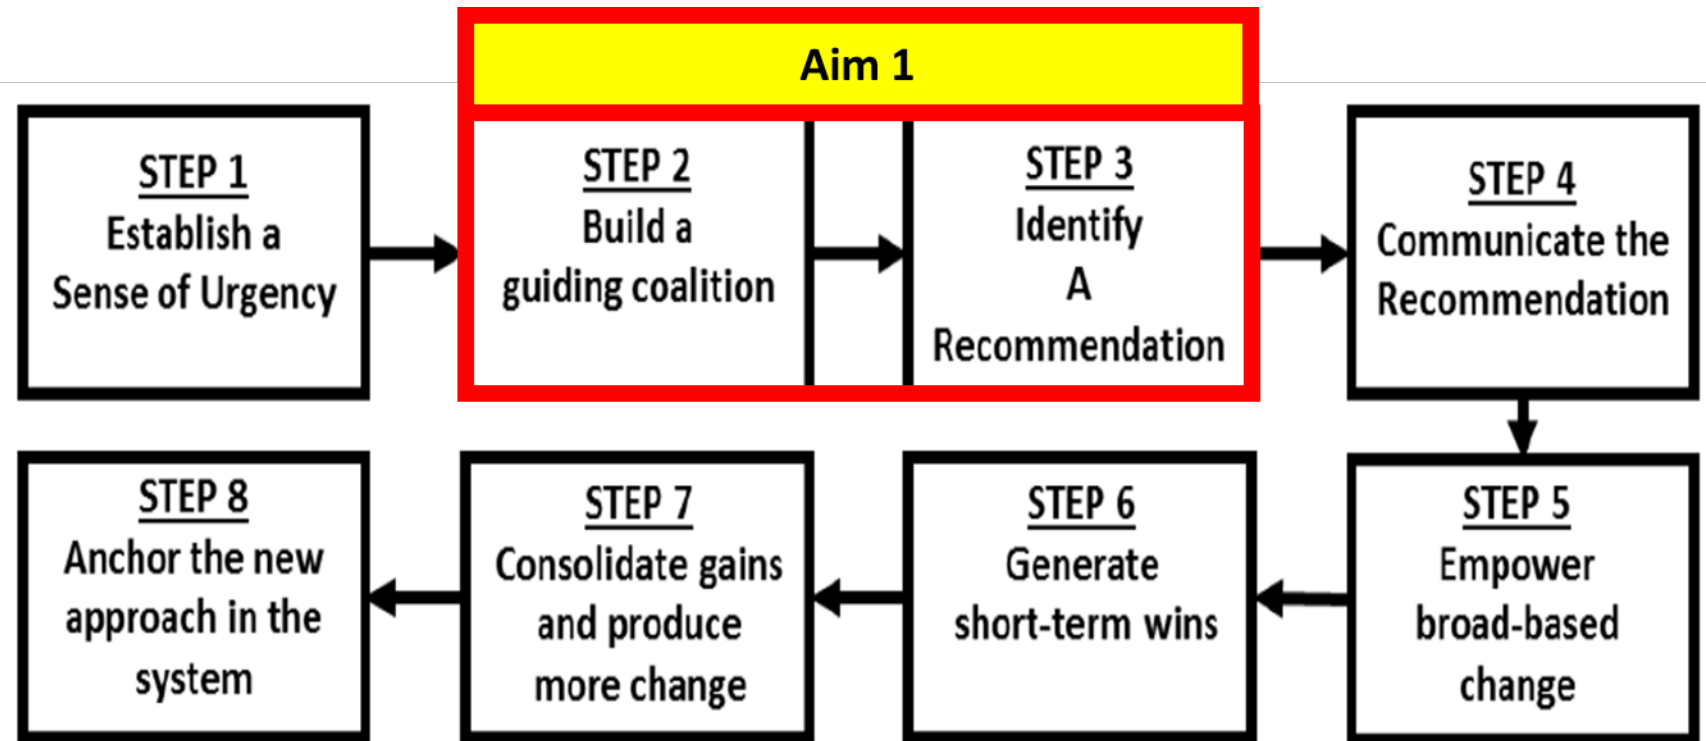 Aim 1
STEP 1
Establish a
Sense of Urgency
STEP 2
Build a
guiding coalition
STEP 3
Identify
A
Recommendation
STEP 4
Communicate the
Recommendation
STEP 5
Empower
broad-based
change
STEP 6
Generate
short-term wins
STEP 7
Consolidate gains
and produce
more change
STEP 8
Anchor the new
approach in the
system